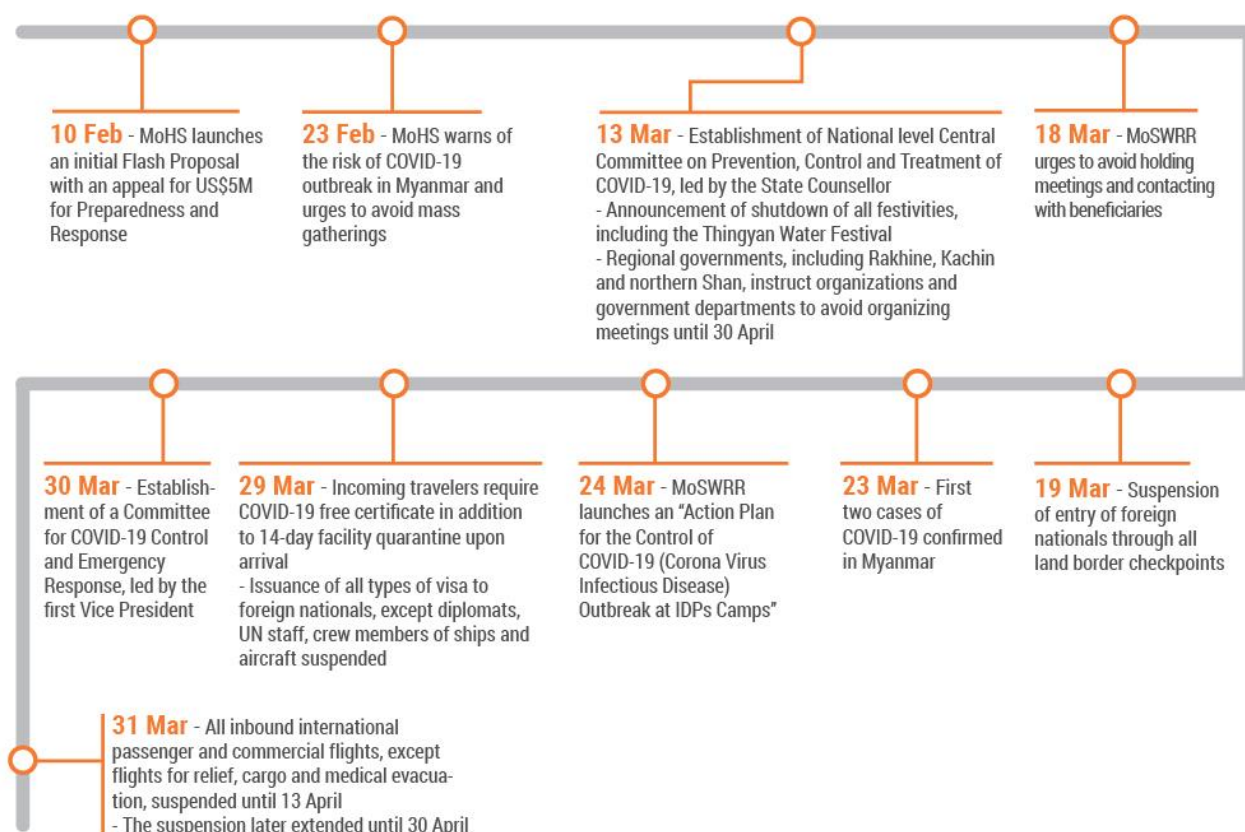 10 Feb - MoHS launches
an initial Flash Proposal
with an appeal for US$5M
for Preparedness and
Response
23 Feb - MoHS warns of
the risk of COVID-19
outbreak in Myanmar and
urges to avoid mass
gatherings
13 Mar - Establishment of National level Central
Committee on Prevention, Control and Treatment of
COVID-19, led by the State Counsellor
- Announcement of shutdown of all festivities,
including the Thingyan Water Festival
- Regional governments, including Rakhine, Kachin
and northern Shan, instruct organizations and
government departments to avoid organizing
meetings until 30 April
18 Mar - MoSWRR
urges to avoid holding
meetings and contacting
with beneficiaries
19 Mar - Suspension
of entry of foreign
nationals through all
land border checkpoints
23 Mar - First
two cases of
COVID-19 confirmed
in Myanmar
24 Mar - MoSWRR
launches an “Action Plan
for the Control of
COVID-19 (Corona Virus
Infectious Disease)
Outbreak at IDPs Camps”
29 Mar - Incoming travelers require
COVID-19 free certificate in addition
to 14-day facility quarantine upon
arrival
- Issuance of all types of visa to
foreign nationals, except diplomats,
UN staff, crew members of ships and
aircraft suspended
30 Mar - Establish-
ment of a Committee
for COVID-19 Control
and Emergency
Response, led by the
first Vice President
31 Mar - All inbound international
passenger and commercial flights, except
flights for relief, cargo and medical evacua-
tion, suspended until 13 April
- The suspension later extended until 30 April